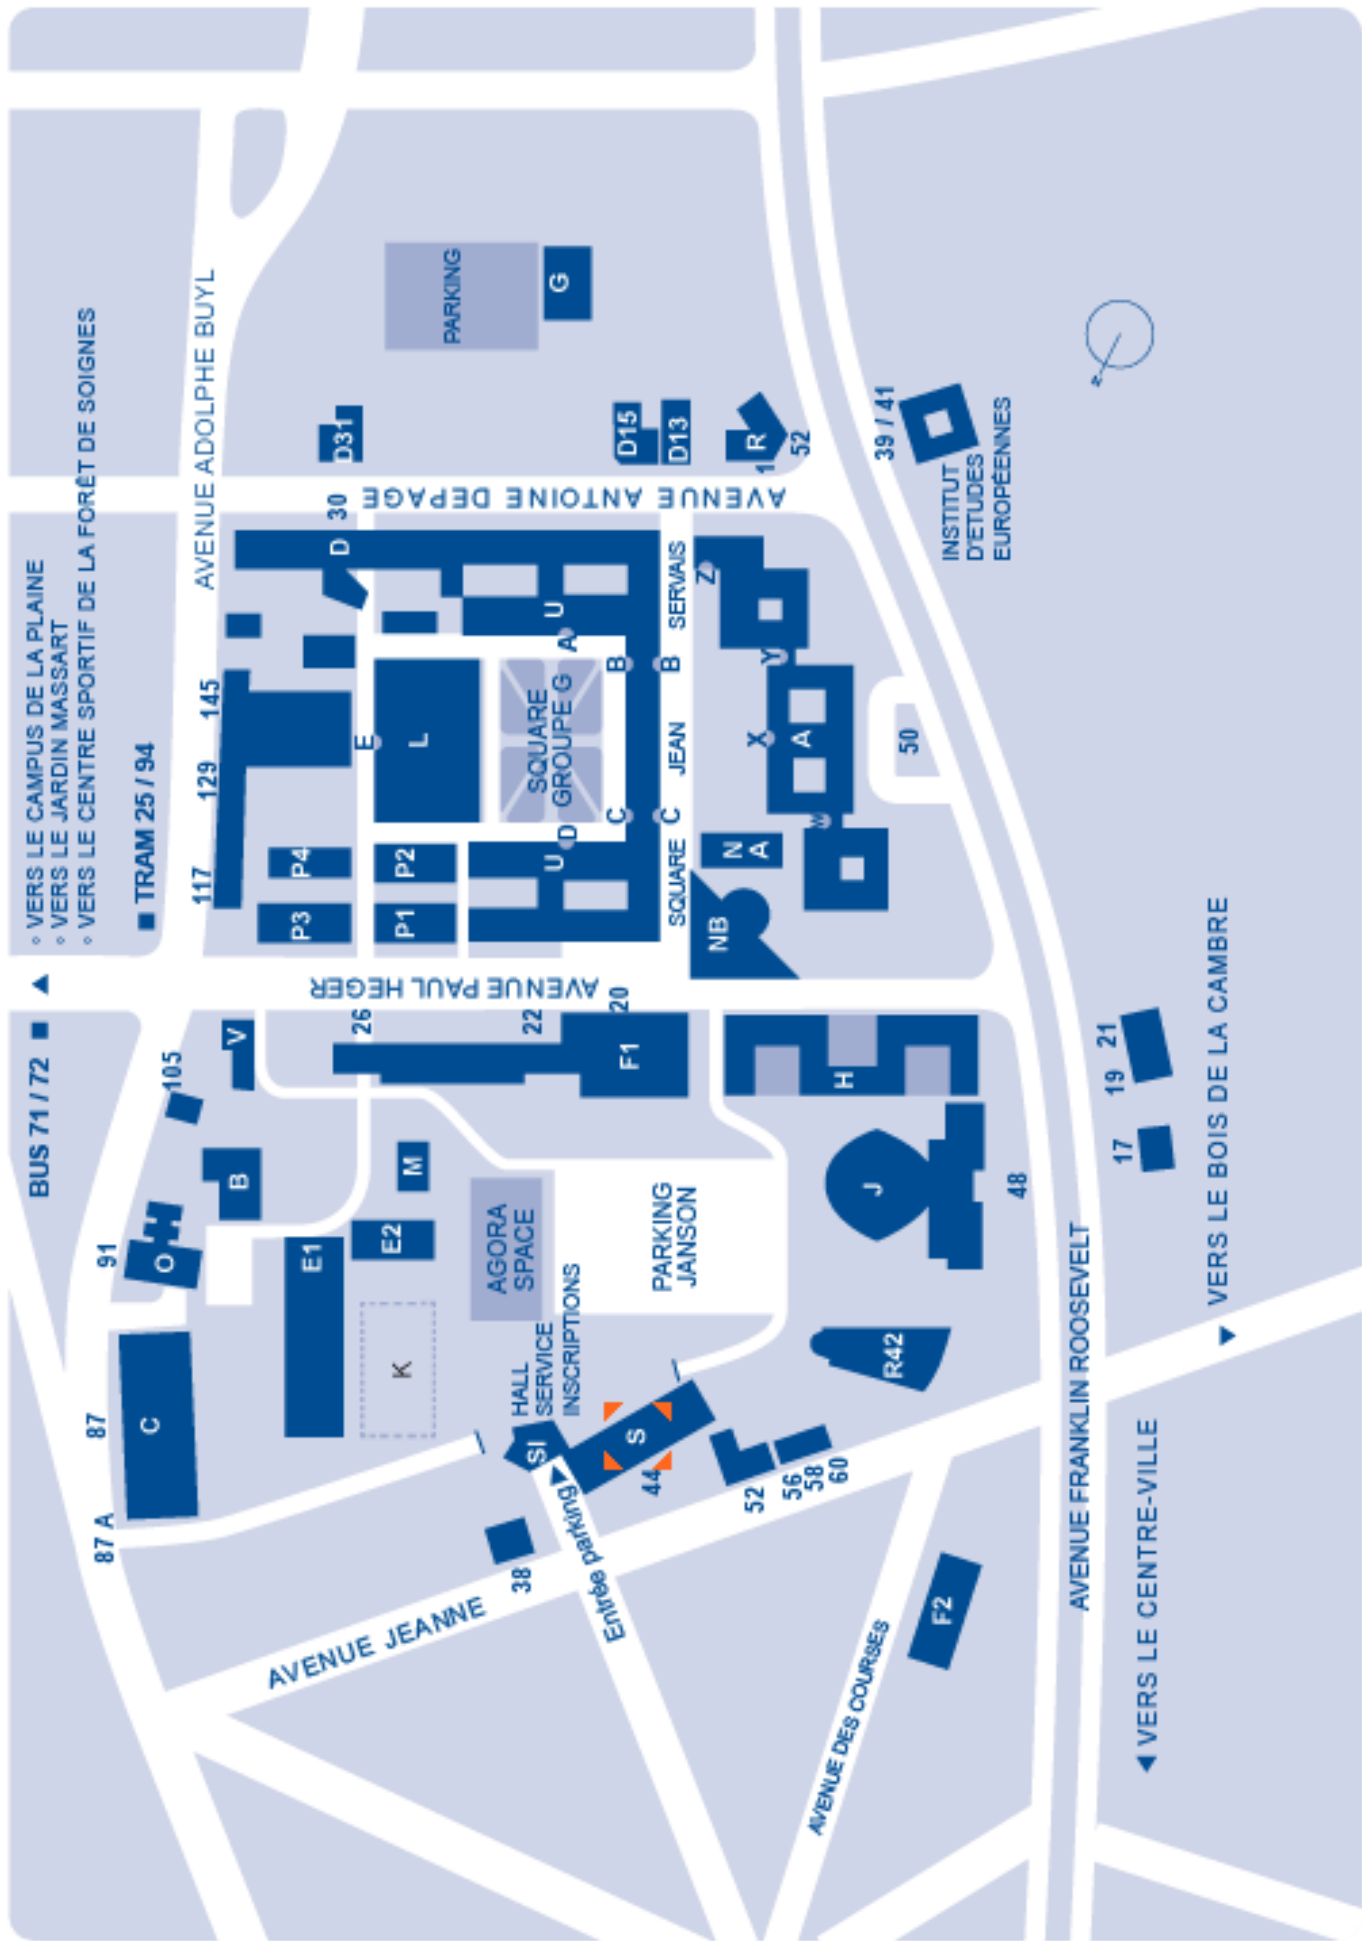 ◦ VERS LE CAMPUS DE LA PLAINE
◦ VERS LE JARDIN MASSART
◦ VERS LE CENTRE SPORTIF DE LA FORÊT DE SOIGNES
BUS 71 / 72
TRAM 25 / 94
87 A
87
91
105
117
129
145
AVENUE ADOLPHE BUYL
C
O
B
V
E1
E2
K
M
26
22
20
F1
AVENUE PAUL HEGER
P3
P4
P1
P2
E
L
D
30
D31
PARKING
G
AVENUE ANTOINE DEPAGE
D15
D13
R
1
52
AGORA
SPACE
HALL
SERVICE
INSCRIPTIONS
SI
S
44
38
Entrée parking
AVENUE JEANNE
PARKING
JANSON
U
D
SQUARE
GROUPE G
U
A
B
B
C
C
SQUARE
JEAN
SERVAIS
NB
N
A
W
X
A
Y
Z
50
H
J
48
R42
52
56
58
60
F2
AVENUE DES COURSES
AVENUE FRANKLIN ROOSEVELT
39 / 41
INSTITUT
D'ETUDES
EUROPÉENNES
N
17
19
21
VERS LE CENTRE-VILLE
VERS LE BOIS DE LA CAMBRE